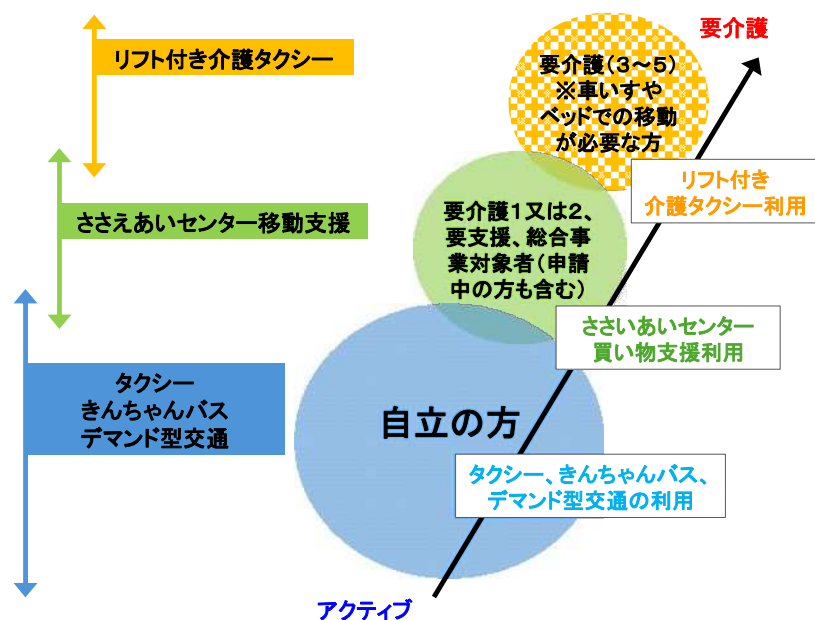 要介護
リフト付き介護タクシー
要介護(3~5)
※車いすや
ベッドでの移動
が必要な方
リフト付き
介護タクシー利用
ささえあいセンター移動支援
要介護1又は2、
要支援、総合事
業対象者(申請
中の方も含む)
ささいあいセンター
買い物支援利用
タクシー
きんちゃんバス
デマンド型交通
自立の方
タクシー、きんちゃんバス、
デマンド型交通の利用
アクティブ